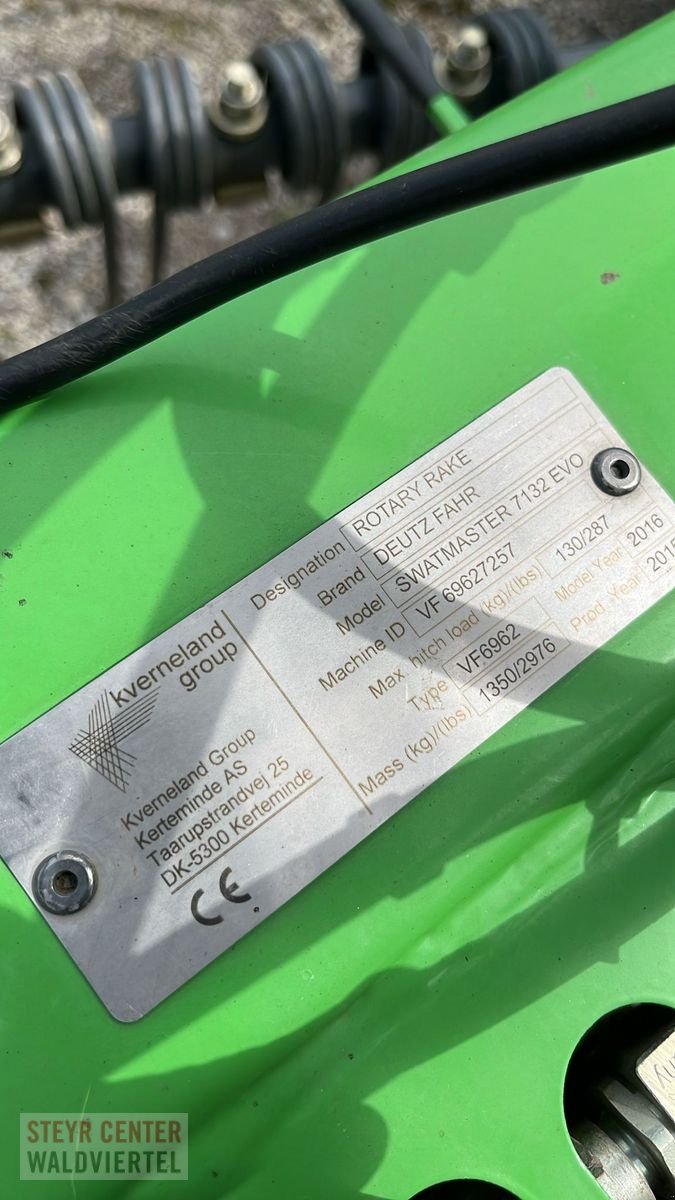 kverneland
group
Kverneland Group
Kerteminde AS
Taarupstrandvej 25
DK-5300 Kerteminde
CE
Designation ROTARY RAKE
Brand DEUTZ FAHR
Model SWATMASTER 7132 EVO
Machine ID VF 69627257
Max. hitch load (kg)/(lbs) 130/287
Type VF6962 Model Year 2016
Mass (kg)/(lbs) 1350/2976 Prod. Year 2015
STEYR CENTER
WALDVIERTEL